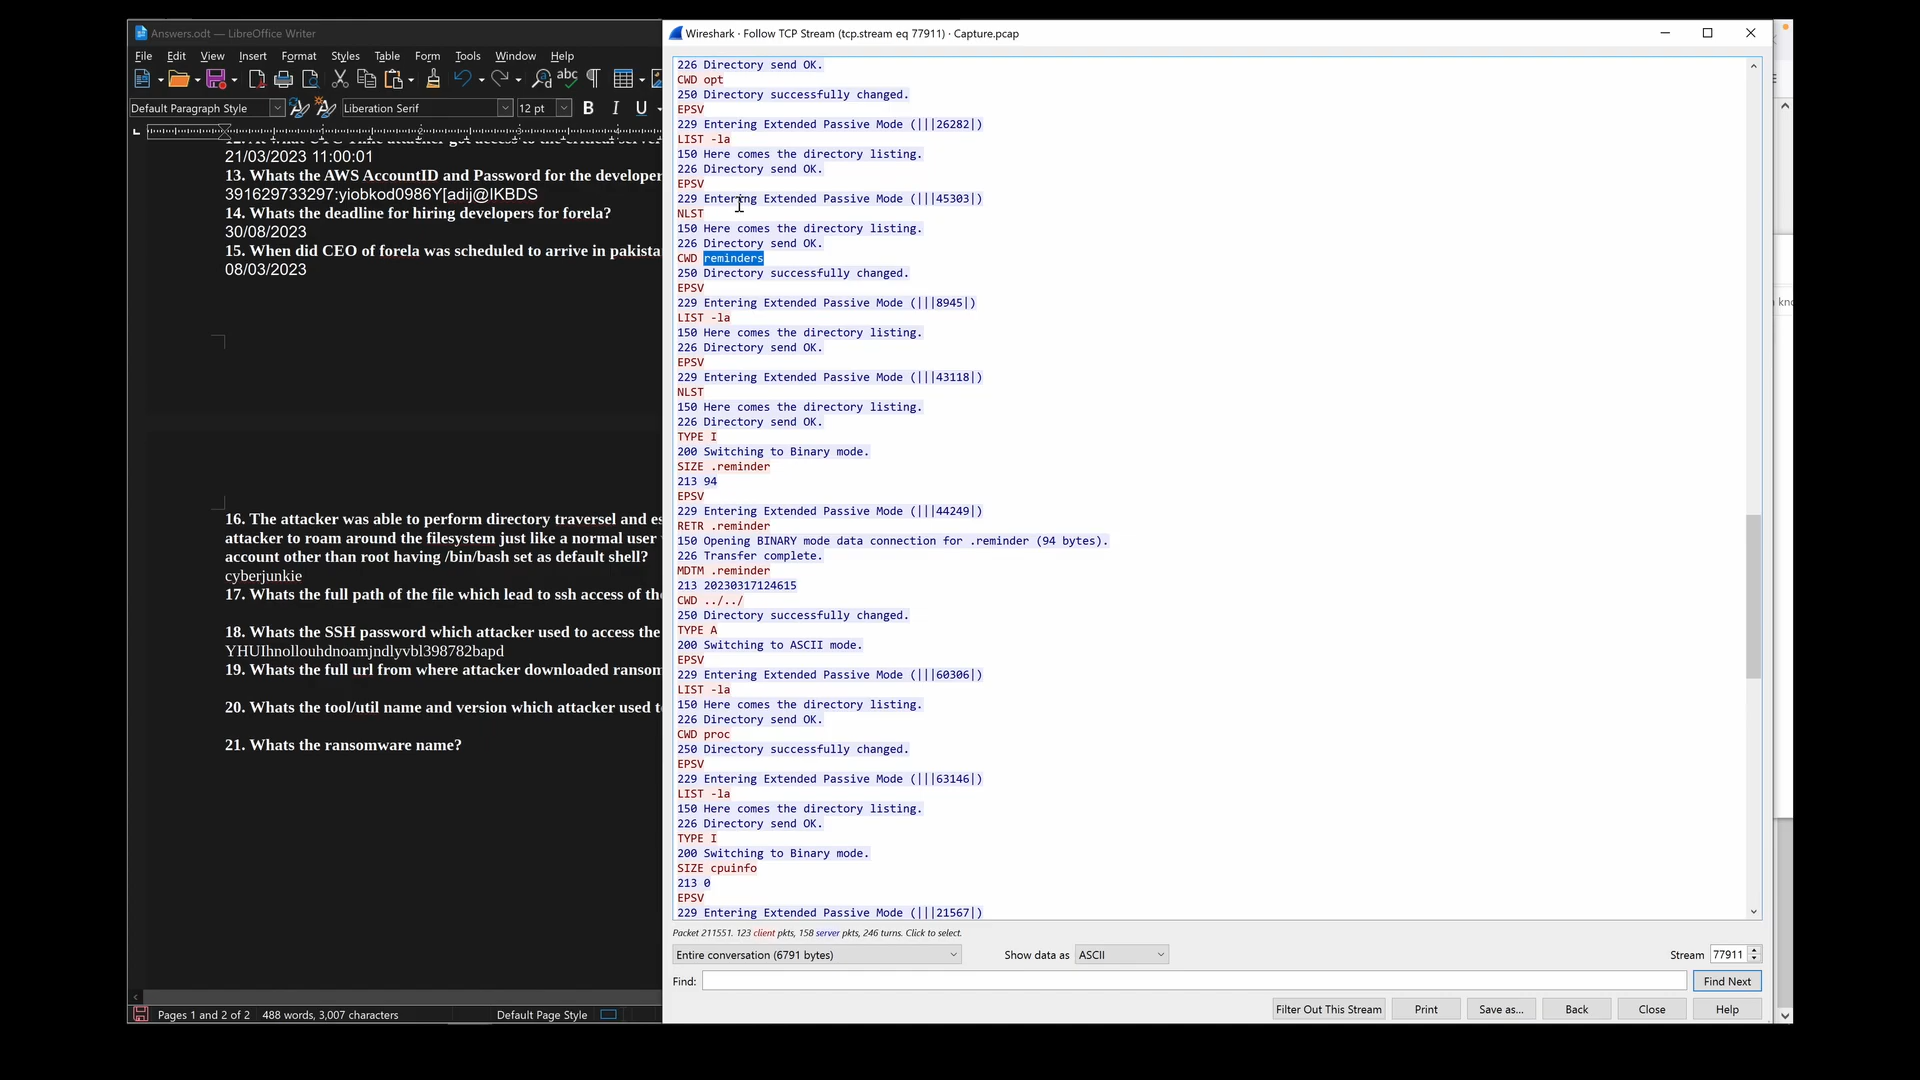 Answers.odt — LibreOffice Writer
File Edit View Insert Format Styles Table Form Tools Window Help
Default Paragraph Style Liberation Serif 12 pt B I U
21/03/2023 11:00:01
13. Whats the AWS AccountID and Password for the developer
391629733297:yiobkod0986Y[adij@IKBDS
14. Whats the deadline for hiring developers for forela?
30/08/2023
15. When did CEO of forela was scheduled to arrive in pakista
08/03/2023
16. The attacker was able to perform directory traversel and es
attacker to roam around the filesystem just like a normal user
account other than root having /bin/bash set as default shell?
cyberjunkie
17. Whats the full path of the file which lead to ssh access of the
18. Whats the SSH password which attacker used to access the
YHUIhnollouhdnoamjndlyvbl398782bapd
19. Whats the full url from where attacker downloaded ransom
20. Whats the tool/util name and version which attacker used to
21. Whats the ransomware name?
Pages 1 and 2 of 2 488 words, 3,007 characters Default Page Style
Wireshark · Follow TCP Stream (tcp.stream eq 77911) · Capture.pcap
226 Directory send OK.
CWD opt
250 Directory successfully changed.
EPSV
229 Entering Extended Passive Mode (|||26282|)
LIST -la
150 Here comes the directory listing.
226 Directory send OK.
EPSV
229 Entering Extended Passive Mode (|||45303|)
NLST
150 Here comes the directory listing.
226 Directory send OK.
CWD reminders
250 Directory successfully changed.
EPSV
229 Entering Extended Passive Mode (|||8945|)
LIST -la
150 Here comes the directory listing.
226 Directory send OK.
EPSV
229 Entering Extended Passive Mode (|||43118|)
NLST
150 Here comes the directory listing.
226 Directory send OK.
TYPE I
200 Switching to Binary mode.
SIZE .reminder
213 94
EPSV
229 Entering Extended Passive Mode (|||44249|)
RETR .reminder
150 Opening BINARY mode data connection for .reminder (94 bytes).
226 Transfer complete.
MDTM .reminder
213 20230317124615
CWD ../../
250 Directory successfully changed.
TYPE A
200 Switching to ASCII mode.
EPSV
229 Entering Extended Passive Mode (|||60306|)
LIST -la
150 Here comes the directory listing.
226 Directory send OK.
CWD proc
250 Directory successfully changed.
EPSV
229 Entering Extended Passive Mode (|||63146|)
LIST -la
150 Here comes the directory listing.
226 Directory send OK.
TYPE I
200 Switching to Binary mode.
SIZE cpuinfo
213 0
EPSV
229 Entering Extended Passive Mode (|||21567|)
Packet 211551. 123 client pkts, 158 server pkts, 246 turns. Click to select.
Entire conversation (6791 bytes) Show data as ASCII Stream 77911
Find: Find Next
Filter Out This Stream Print Save as... Back Close Help